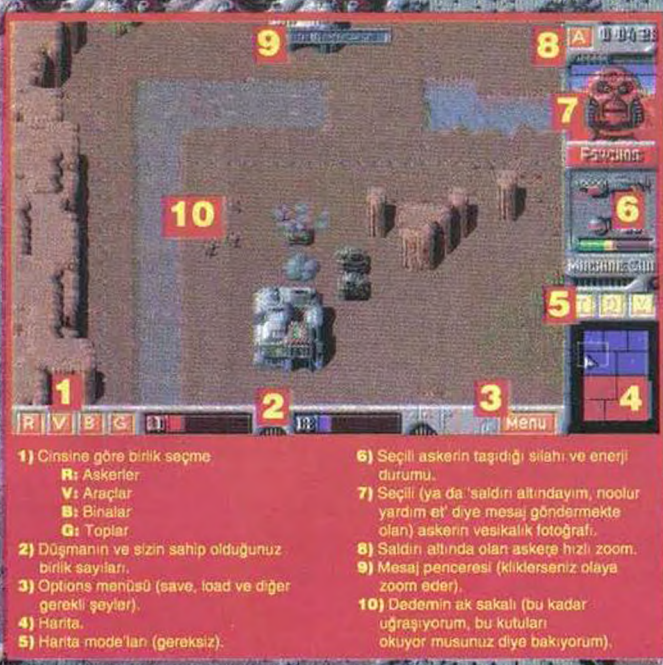 9
8
A
7
Psychos
10
6
Machine Gun
5
1
2
3
4
R V B G
Menu
1) Cinsine göre birlik seçme
R: Askerler
V: Araçlar
B: Binalar
G: Toplar
2) Düşmanın ve sizin sahip olduğunuz
birlik sayıları.
3) Options menüsü (save, load ve diğer
gerekli şeyler).
4) Harita.
5) Harita mode'ları (gereksiz).
6) Seçili askerin taşıdığı silahı ve enerji
durumu.
7) Seçili (ya da 'saldırı altındayım, noolur
yardım et' diye mesaj göndermekte
olan) askerin vesikalık fotoğrafı.
8) Saldırı altında olan askere hızlı zoom.
9) Mesaj penceresi (kliklerseniz olaya
zoom eder).
10) Dedemin ak sakalı (bu kadar
uğraşıyorum, bu kutuları
okuyor musunuz diye bakıyorum).